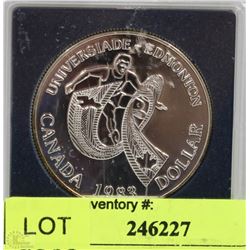 UNIVERSIADE - EDMONTON
CANADA 1983 DOLLAR
ventory #:
LOT 246227